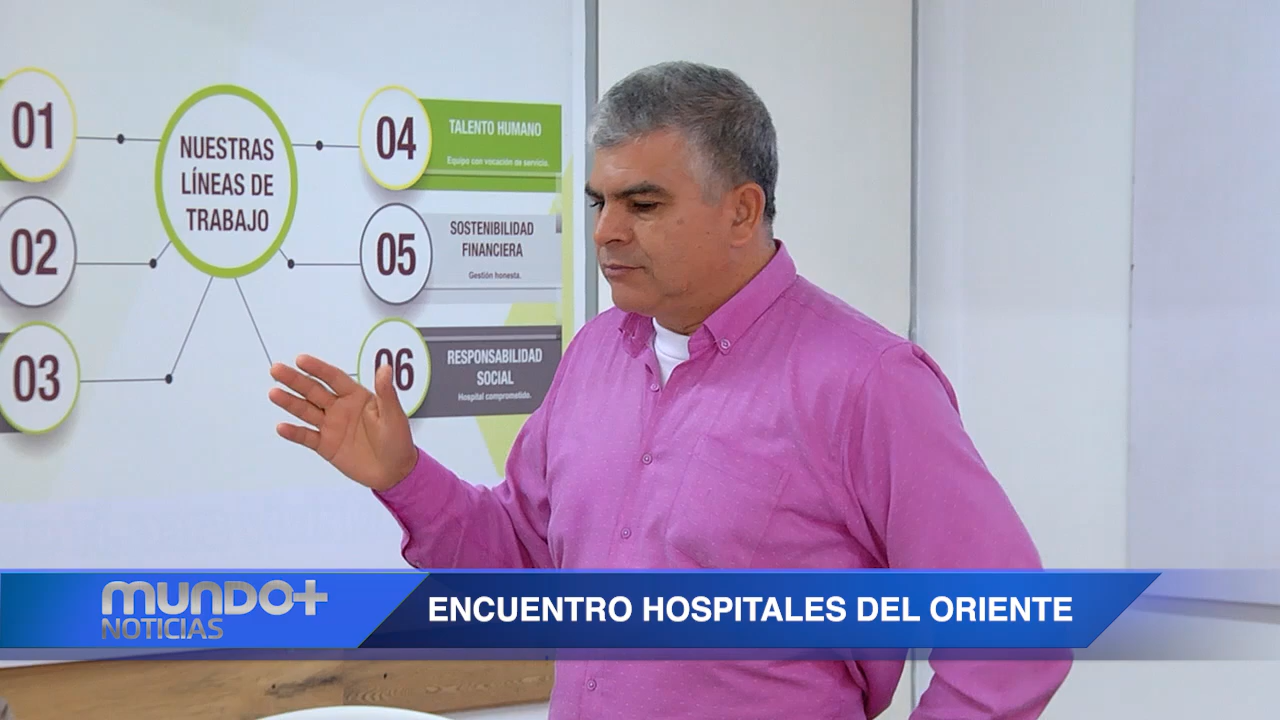 01
02
03
NUESTRAS
LÍNEAS DE
TRABAJO
04
TALENTO HUMANO
Equipo con vocación de servicio.
05
SOSTENIBILIDAD
FINANCIERA
Gestión honesta.
06
RESPONSABILIDAD
SOCIAL
Hospital comprometido.
MUNDO+
NOTICIAS
ENCUENTRO HOSPITALES DEL ORIENTE